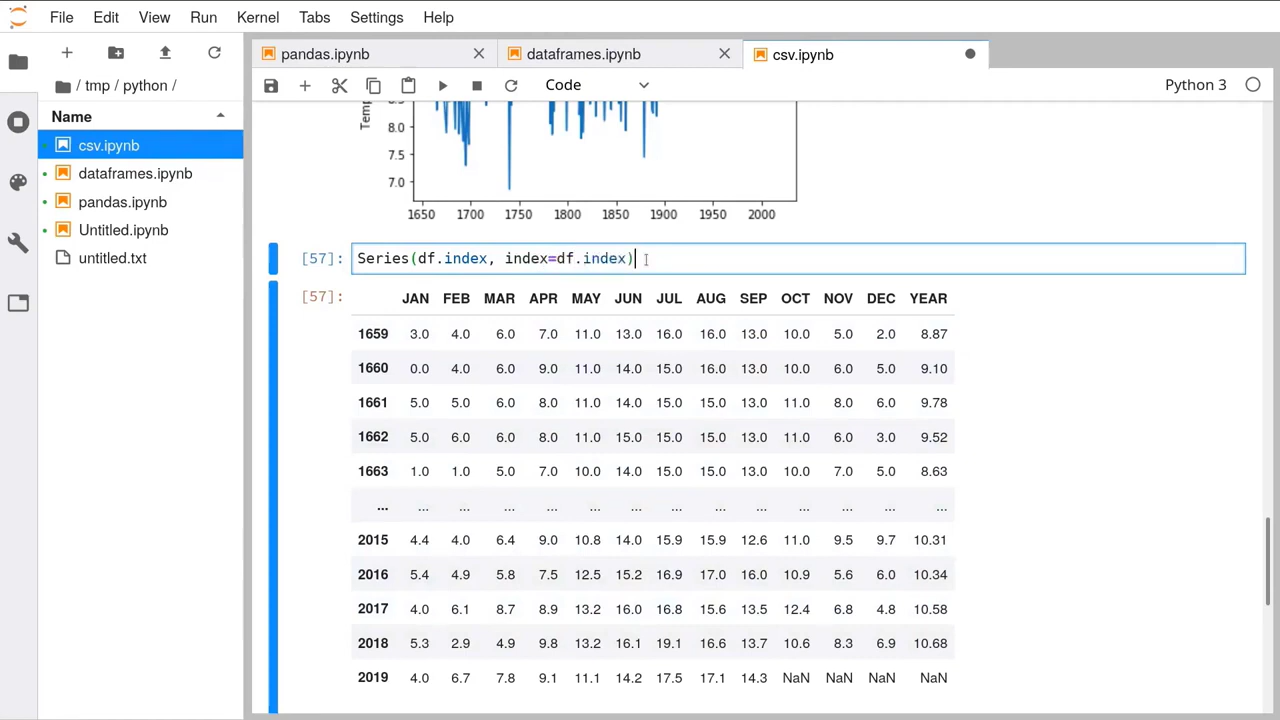 File Edit View Run Kernel Tabs Settings Help
pandas.ipynb dataframes.ipynb csv.ipynb
/ tmp / python /
Code Python 3
Name
csv.ipynb
dataframes.ipynb
pandas.ipynb
Untitled.ipynb
untitled.txt
8.0
7.5
7.0
1650 1700 1750 1800 1850 1900 1950 2000
[57]: Series(df.index, index=df.index)
[57]: JAN FEB MAR APR MAY JUN JUL AUG SEP OCT NOV DEC YEAR
1659 3.0 4.0 6.0 7.0 11.0 13.0 16.0 16.0 13.0 10.0 5.0 2.0 8.87
1660 0.0 4.0 6.0 9.0 11.0 14.0 15.0 16.0 13.0 10.0 6.0 5.0 9.10
1661 5.0 5.0 6.0 8.0 11.0 14.0 15.0 15.0 13.0 11.0 8.0 6.0 9.78
1662 5.0 6.0 6.0 8.0 11.0 15.0 15.0 15.0 13.0 11.0 6.0 3.0 9.52
1663 1.0 1.0 5.0 7.0 10.0 14.0 15.0 15.0 13.0 10.0 7.0 5.0 8.63
... ... ... ... ... ... ... ... ... ... ... ... ... ...
2015 4.4 4.0 6.4 9.0 10.8 14.0 15.9 15.9 12.6 11.0 9.5 9.7 10.31
2016 5.4 4.9 5.8 7.5 12.5 15.2 16.9 17.0 16.0 10.9 5.6 6.0 10.34
2017 4.0 6.1 8.7 8.9 13.2 16.0 16.8 15.6 13.5 12.4 6.8 4.8 10.58
2018 5.3 2.9 4.9 9.8 13.2 16.1 19.1 16.6 13.7 10.6 8.3 6.9 10.68
2019 4.0 6.7 7.8 9.1 11.1 14.2 17.5 17.1 14.3 NaN NaN NaN NaN